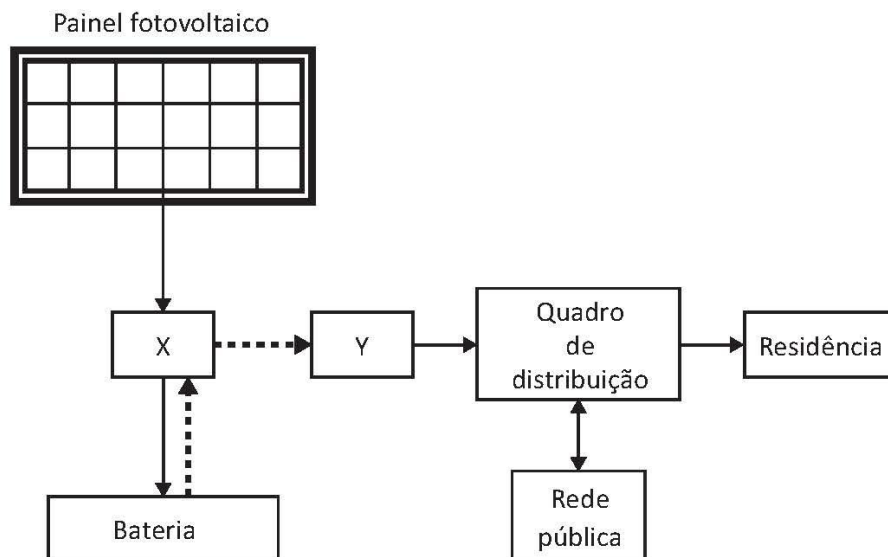 Painel fotovoltaico
X
Y
Quadro
de
distribuição
Residência
Bateria
Rede
pública